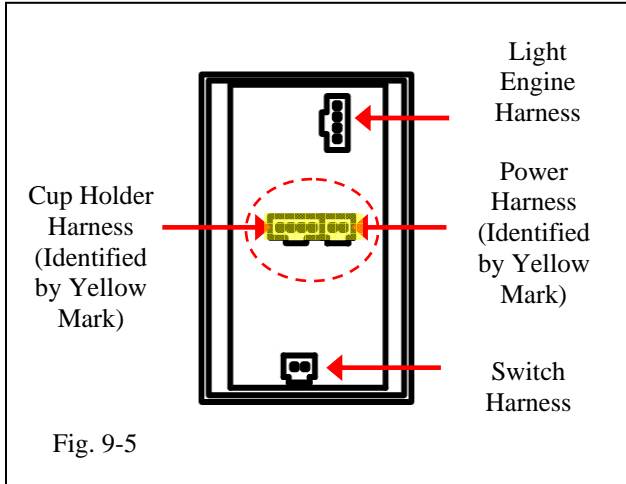 Light
Engine
Harness
Cup Holder
Harness
(Identified
by Yellow
Mark)
Power
Harness
(Identified
by Yellow
Mark)
Switch
Harness
Fig. 9-5